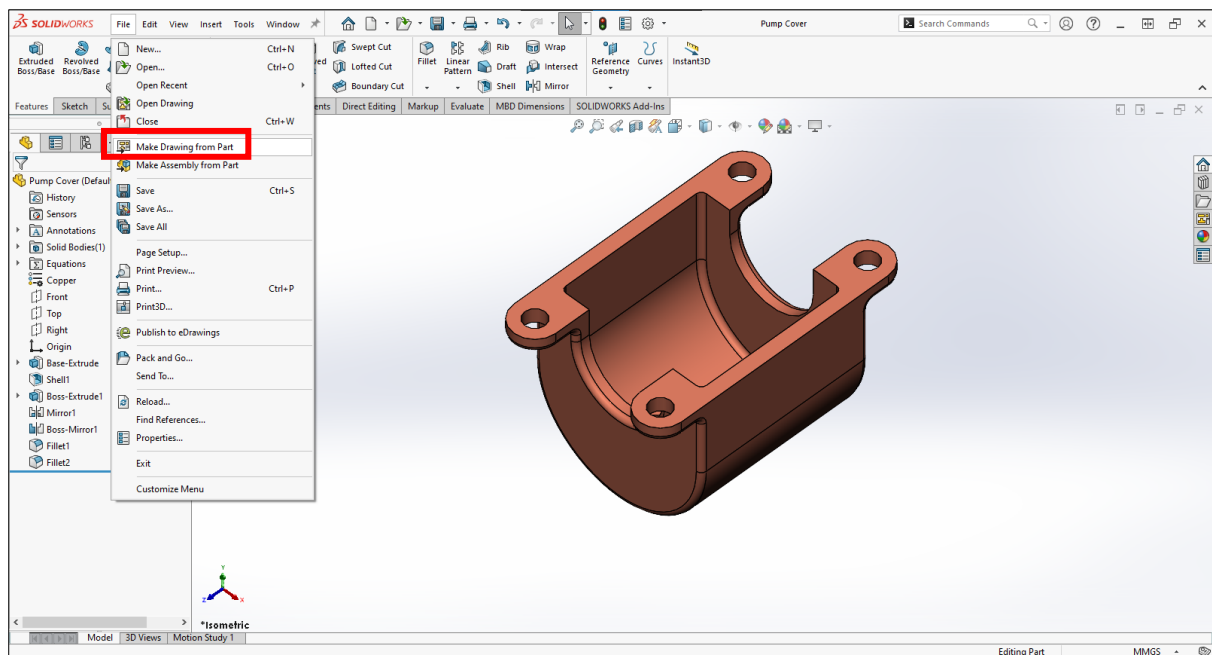 SOLIDWORKS File Edit View Insert Tools Window Pump Cover Search Commands
Extruded Boss/Base
Revolved Boss/Base
Swept Cut
Lofted Cut
Boundary Cut
Fillet
Linear Pattern
Rib
Draft
Shell
Wrap
Intersect
Mirror
Reference Geometry
Curves
Instant3D
Features Sketch Direct Editing Markup Evaluate MBD Dimensions SOLIDWORKS Add-Ins
New... Ctrl+N
Open... Ctrl+O
Open Recent
Open Drawing
Close Ctrl+W
Make Drawing from Part
Make Assembly from Part
Save Ctrl+S
Save As...
Save All
Page Setup...
Print Preview...
Print... Ctrl+P
Print3D...
Publish to eDrawings
Pack and Go...
Send To...
Reload...
Find References...
Properties...
Exit
Customize Menu
Pump Cover (Defaul
History
Sensors
Annotations
Solid Bodies(1)
Equations
Copper
Front
Top
Right
Origin
Base-Extrude
Shell1
Boss-Extrude1
Mirror1
Boss-Mirror1
Fillet1
Fillet2
Y
Z X
*Isometric
Model 3D Views Motion Study 1
Editing Part MMGS